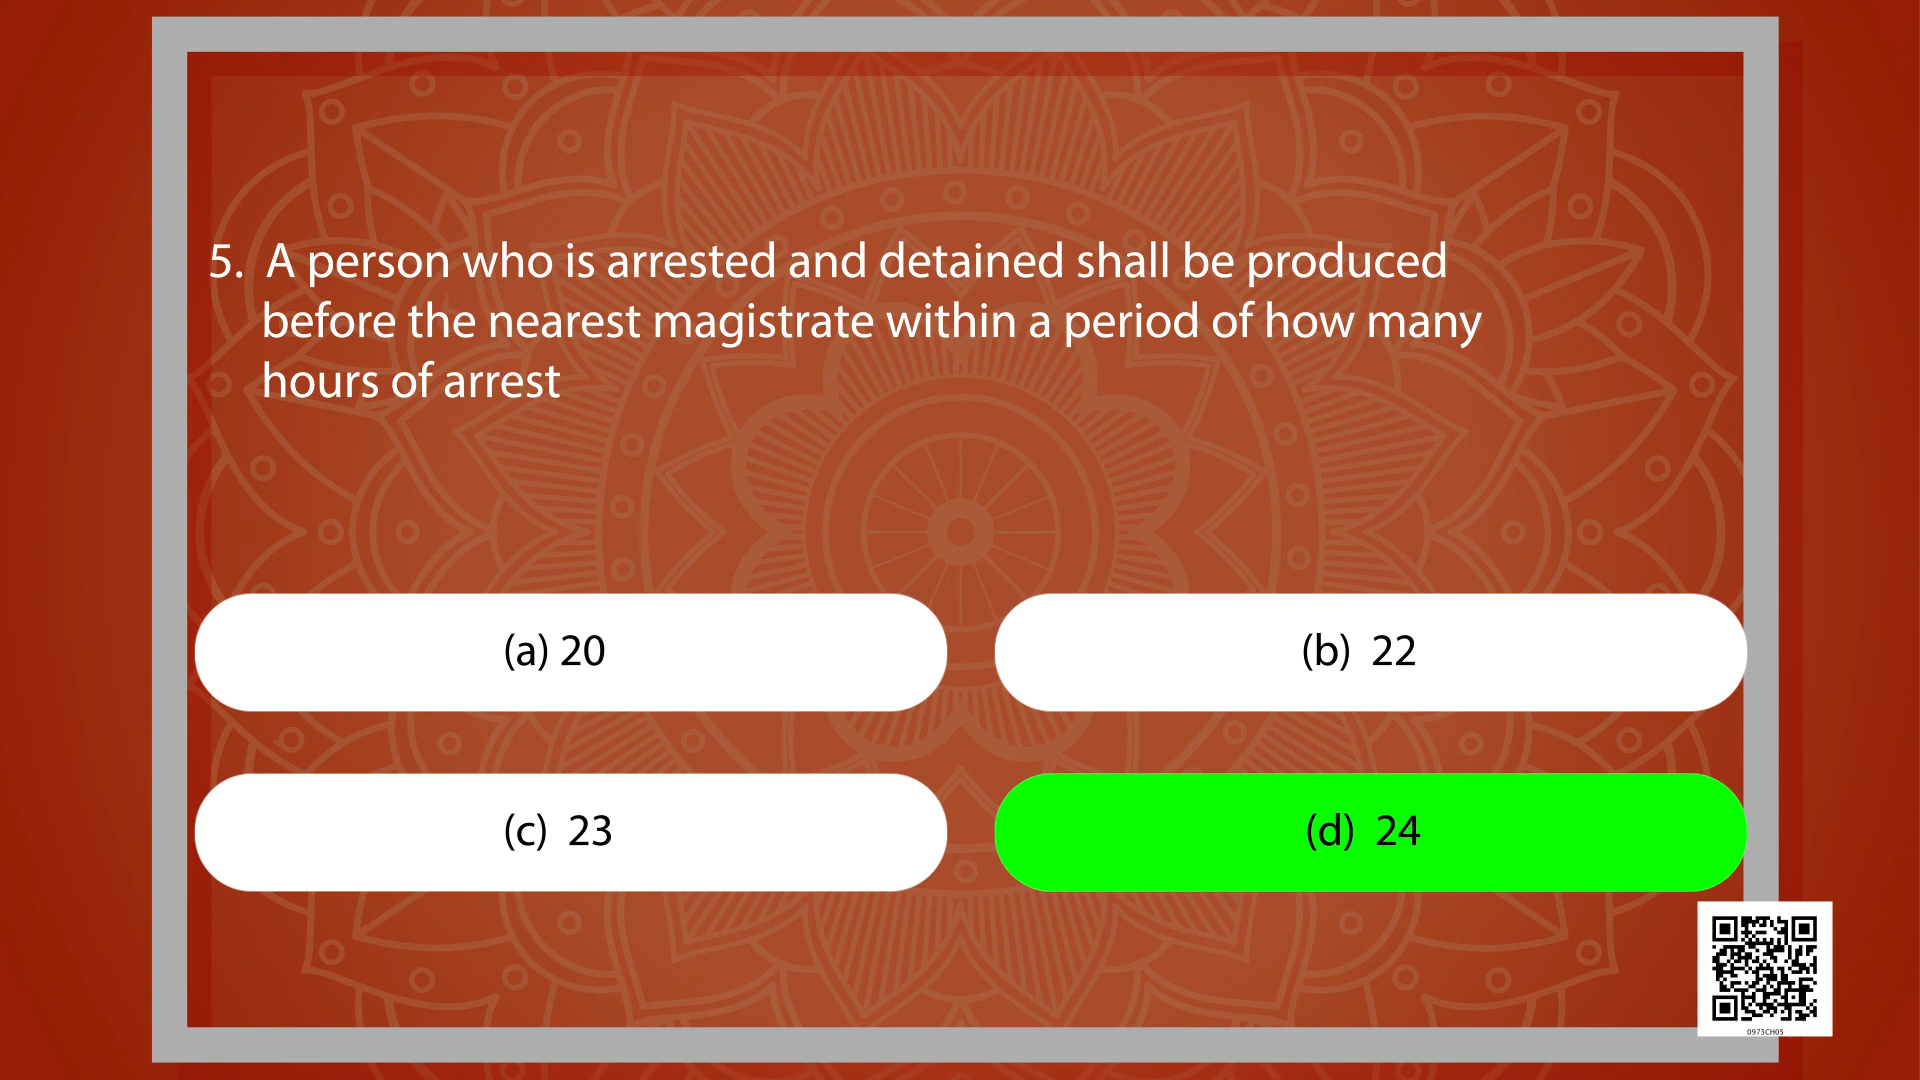 5. A person who is arrested and detained shall be produced
before the nearest magistrate within a period of how many
hours of arrest
(a) 20
(b) 22
(c) 23
(d) 24
0973CH05